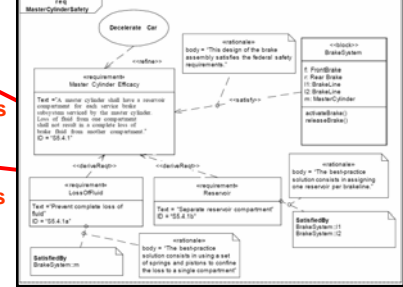 req
MasterCylinderSafety
Decelerate Car
<<refine>>
«rationale»
body = "This design of the brake
assembly satisfies the federal safety
requirements."
<<block>>
BrakeSystem
f: FrontBrake
r: Rear Brake
l1: BrakeLine
l2: BrakeLine
m: MasterCylinder
activateBrake()
releaseBrake()
«requirement»
Master Cylinder Efficacy
Text ="A master cylinder shall have a reservoir
compartment for each service brake
subsystem serviced by the master cylinder.
Loss of fluid from one compartment
shall not result in a complete loss of
brake fluid from another compartment."
ID = "S5.4.1"
<<satisfy>>
s
<<deriveReqt>>
<<deriveReqt>>
«requirement»
LossOfFluid
Text ="Prevent complete loss of
fluid"
ID = "S5.4.1a"
«requirement»
Reservoir
Text = "Separate reservoir compartment"
ID = "S5.4.1b"
«rationale»
body = "The best-practice
solution consists in assigning
one reservoir per brakeline."
s
SatisfiedBy
BrakeSystem::l1
BrakeSystem::l2
SatisfiedBy
BrakeSystem::m
«rationale»
body = "The best-practice
solution consists in using a set
of springs and pistons to confine
the loss to a single compartment"